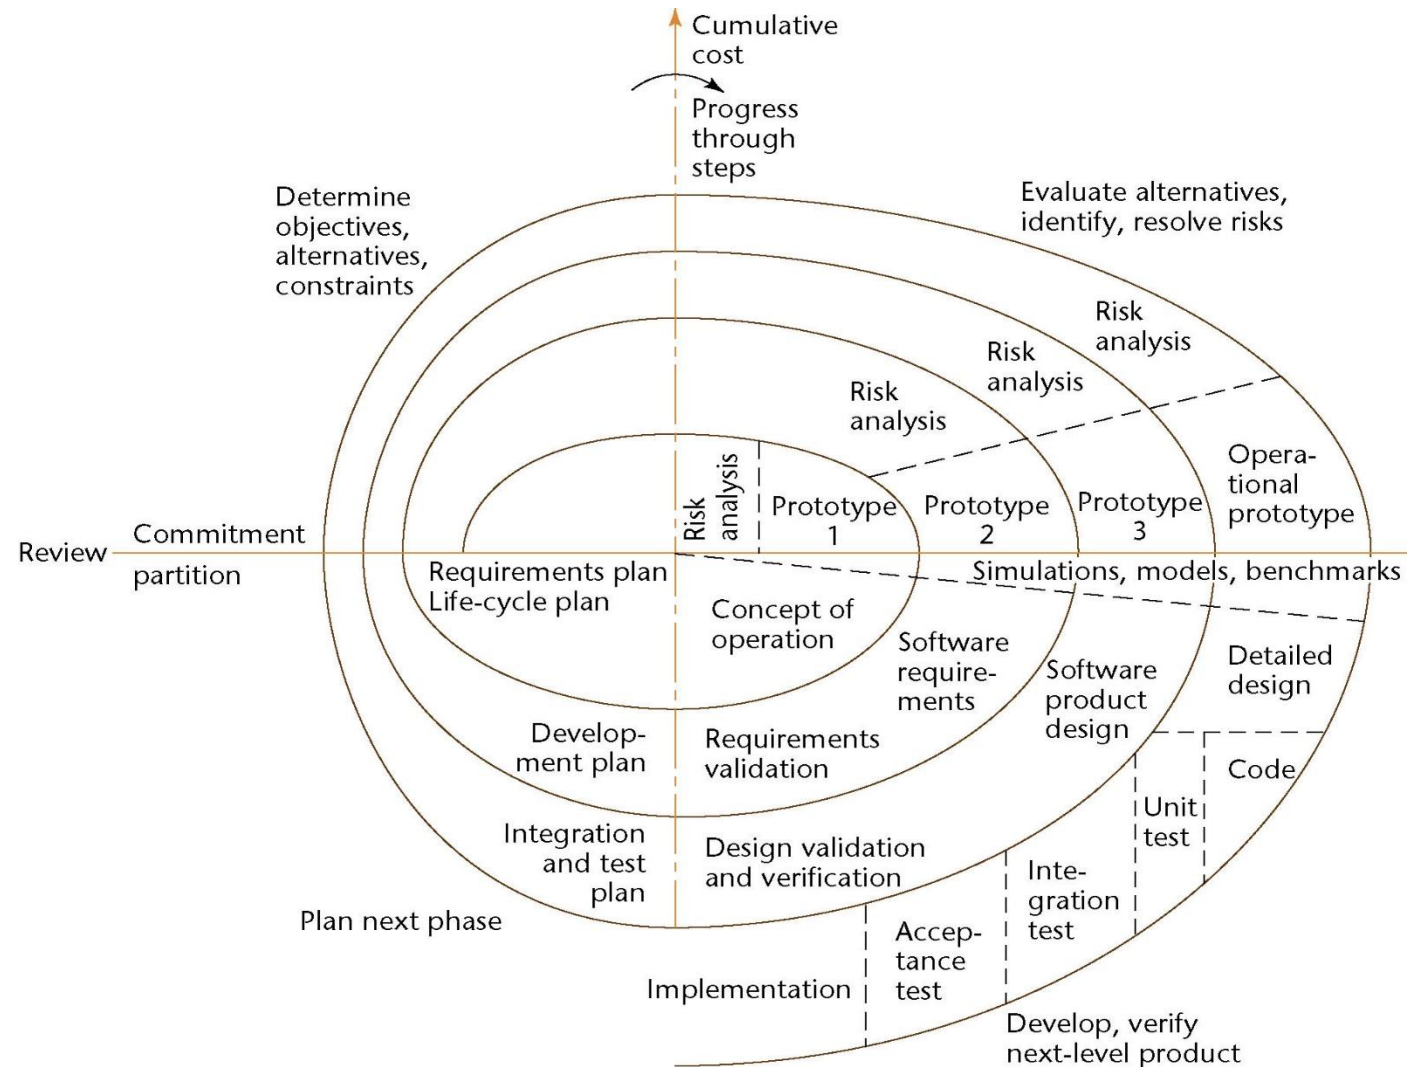 Cumulative
cost
Progress
through
steps
Determine
objectives,
alternatives,
constraints
Evaluate alternatives,
identify, resolve risks
Risk
analysis
Risk
analysis
Risk
analysis
Risk
analysis
Prototype
1
Prototype
2
Prototype
3
Opera-
tional
prototype
Review
Commitment
partition
Requirements plan
Life-cycle plan
Simulations, models, benchmarks
Concept of
operation
Software
require-
ments
Software
product
design
Detailed
design
Develop-
ment plan
Requirements
validation
Code
Unit
test
Integration
and test
plan
Design validation
and verification
Inte-
gration
test
Plan next phase
Accep-
tance
test
Implementation
Develop, verify
next-level product